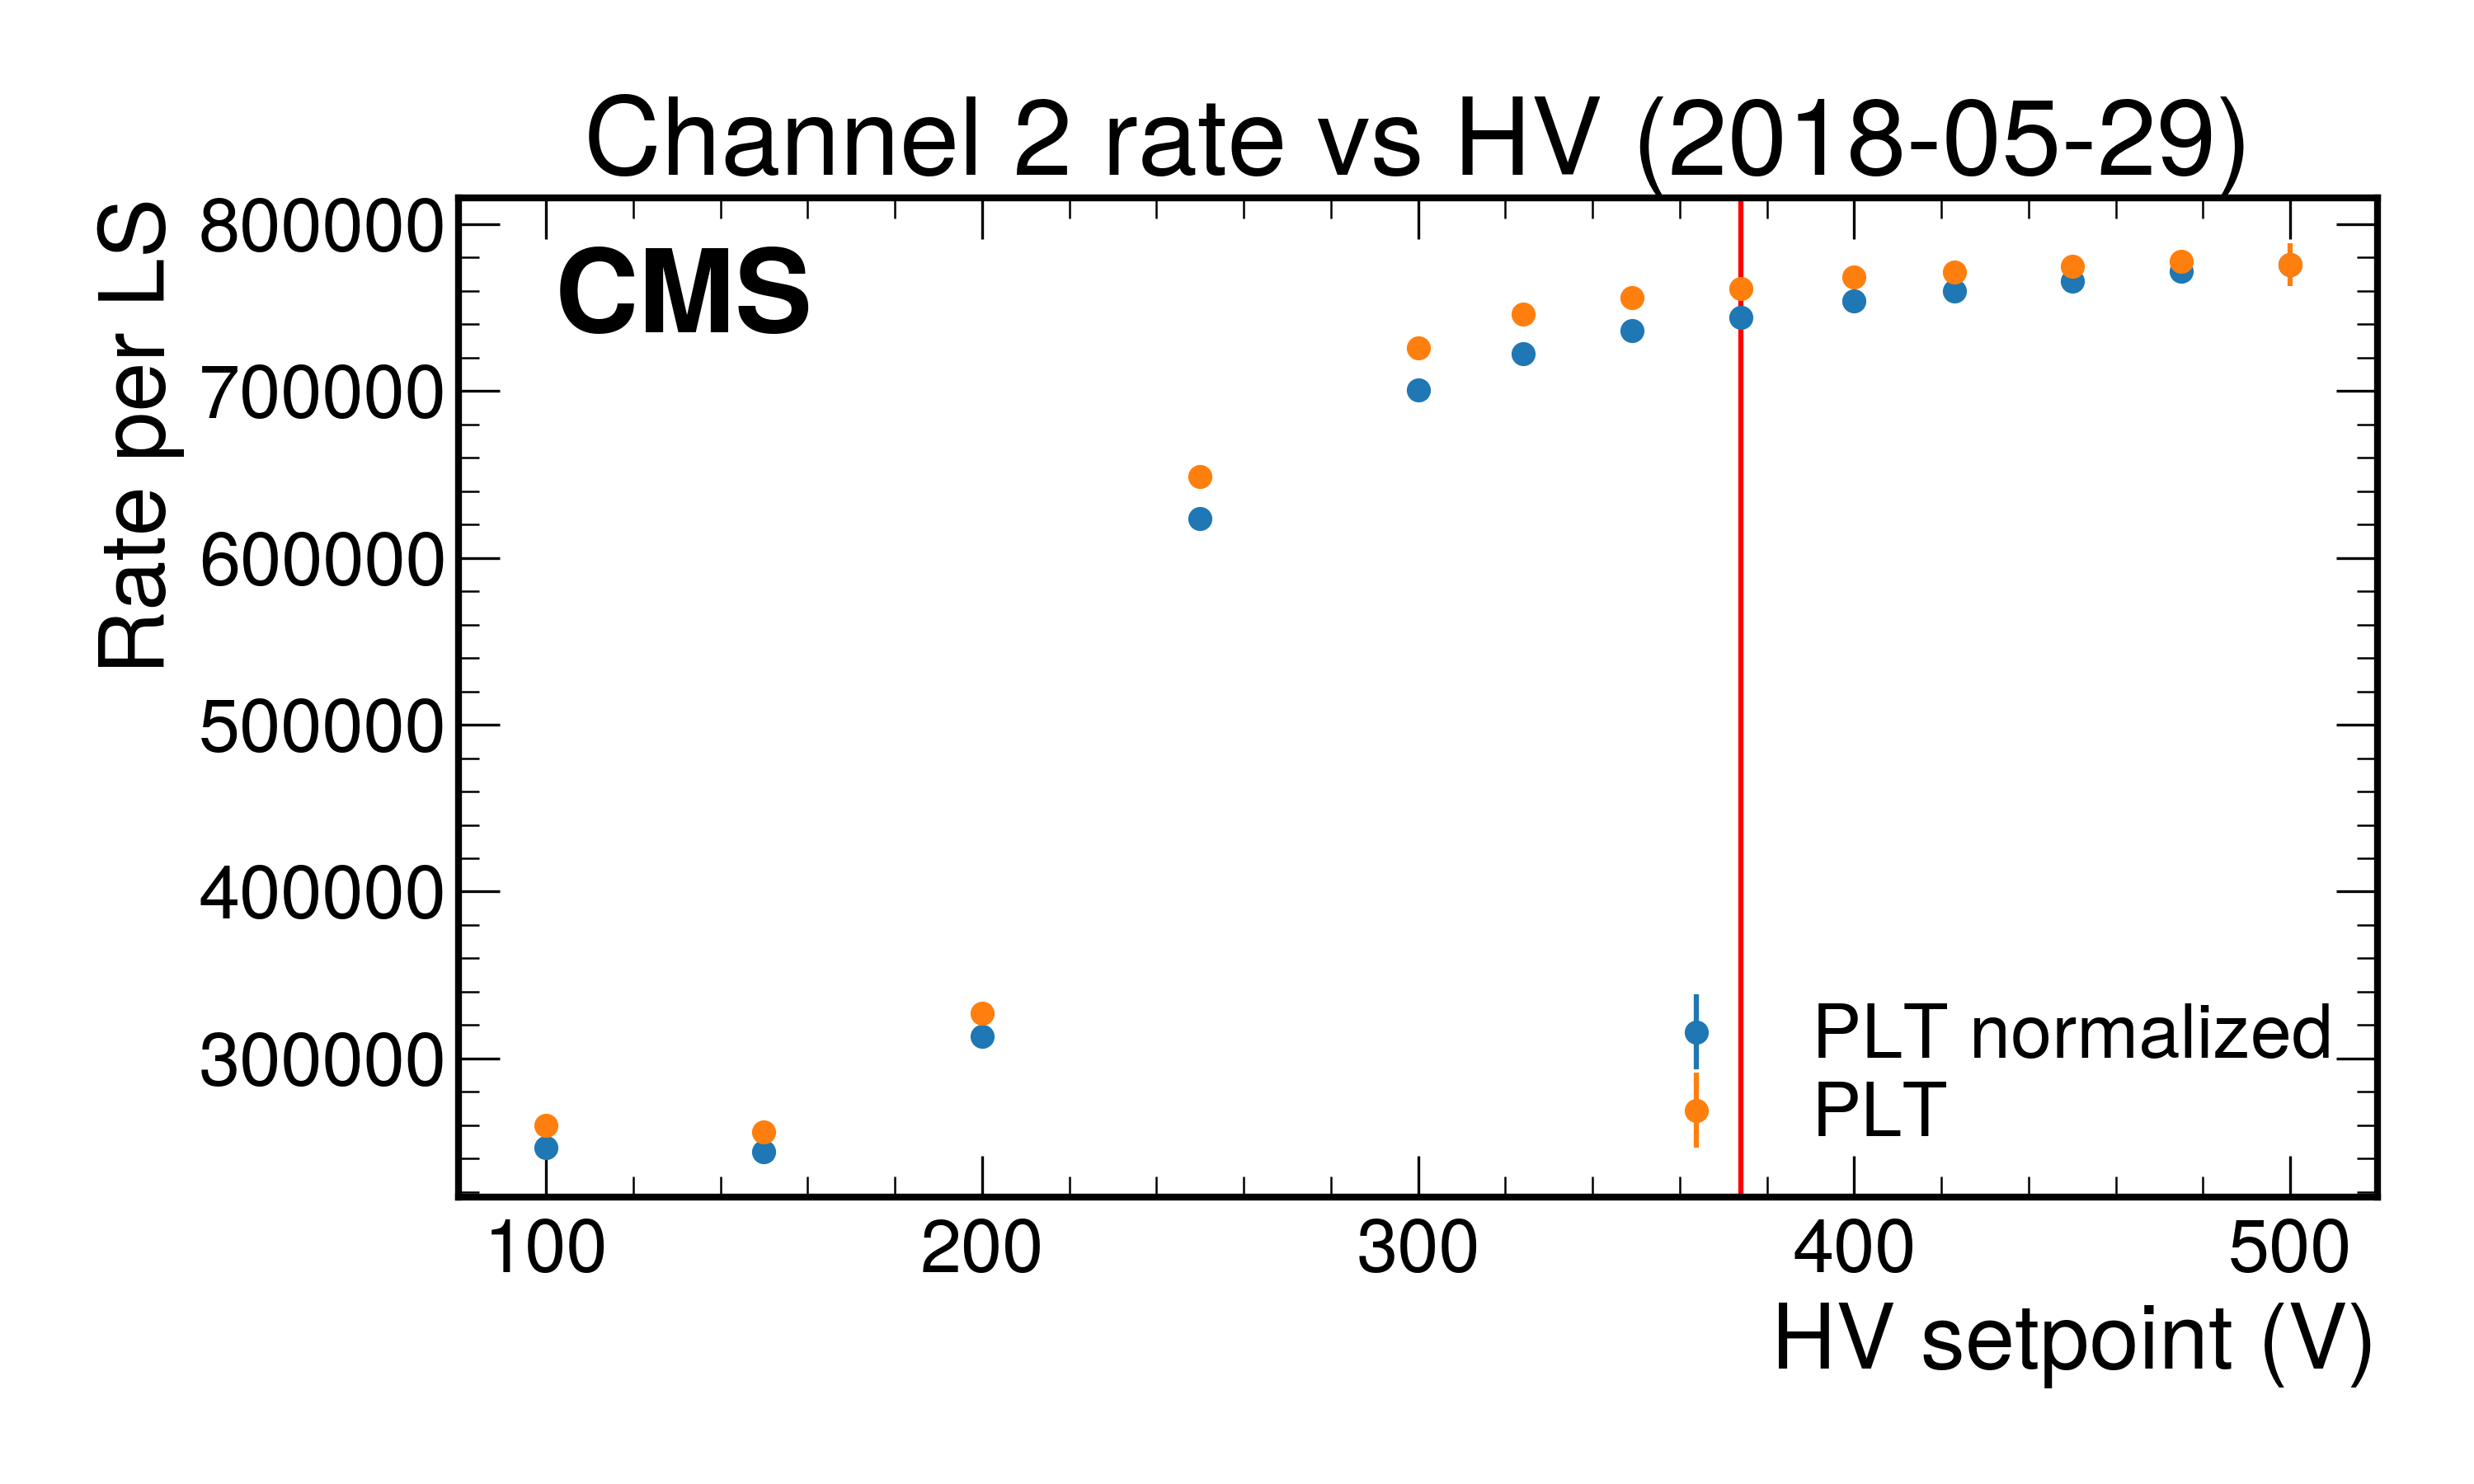 Channel 2 rate vs HV (2018-05-29)
CMS
Rate per LS
800000
700000
600000
500000
400000
300000
PLT normalized
PLT
100 200 300 400 500
HV setpoint (V)